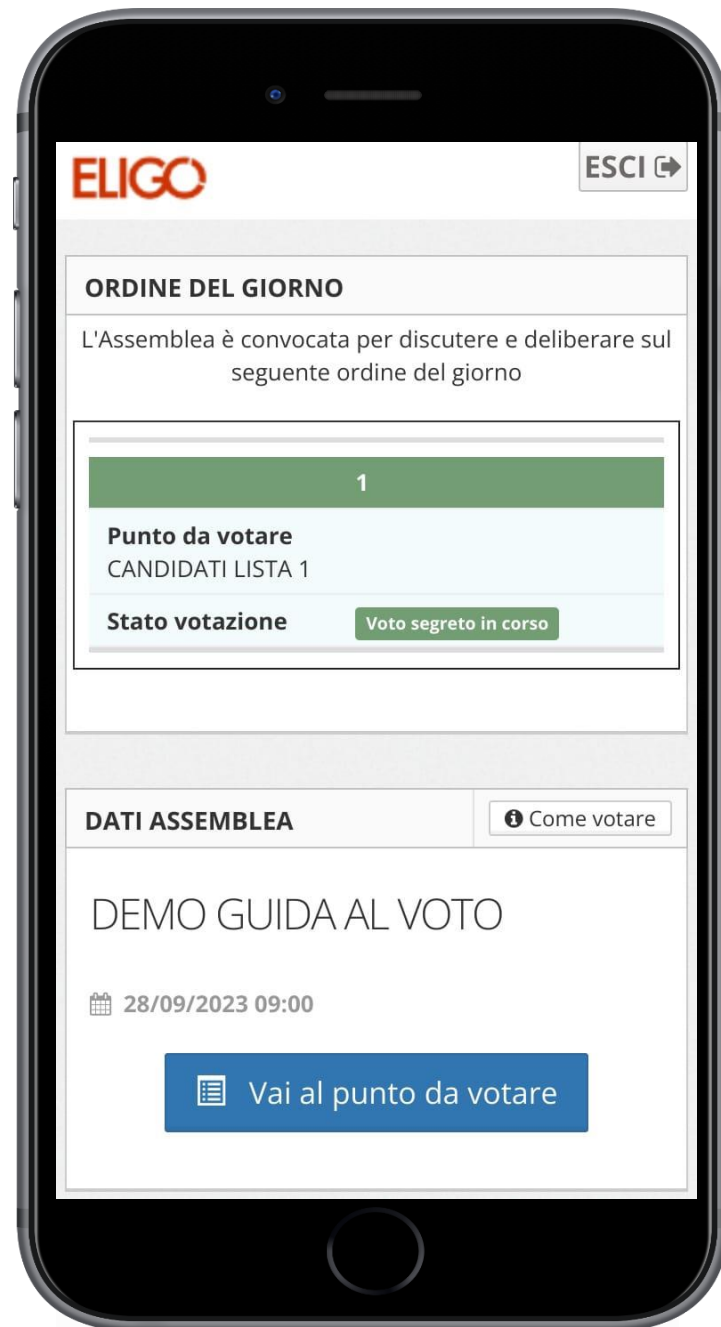 ELIGO
ESCI
ORDINE DEL GIORNO
L'Assemblea è convocata per discutere e deliberare sul
seguente ordine del giorno
1
Punto da votare
CANDIDATI LISTA 1
Stato votazione Voto segreto in corso
DATI ASSEMBLEA Come votare
DEMO GUIDA AL VOTO
28/09/2023 09:00
Vai al punto da votare